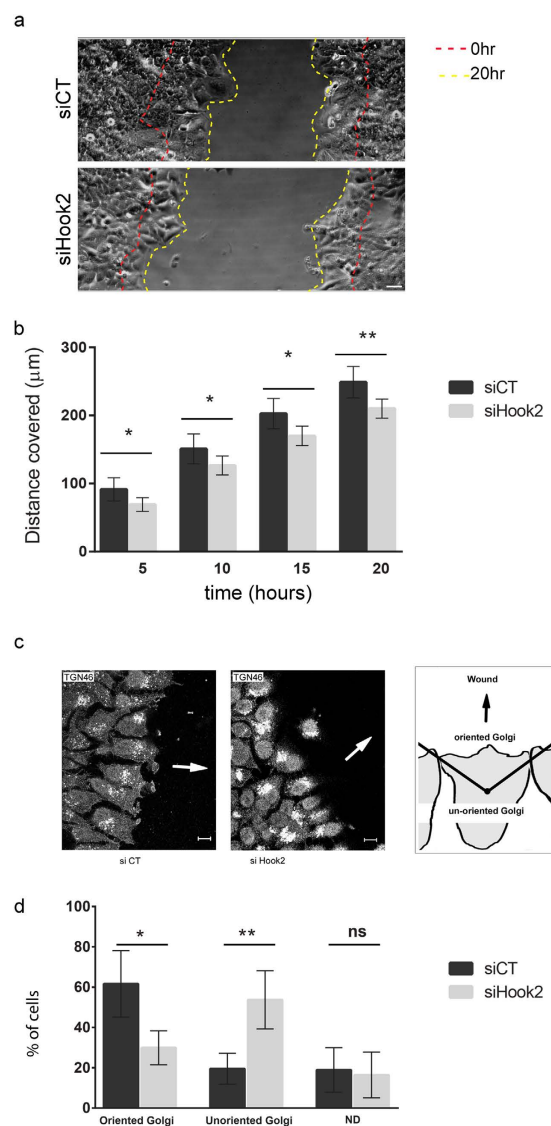 a
siCT
0hr
20hr
siHook2
b
Distance covered (μm)
300
200
100
0
*
*
*
**
5
10
15
20
time (hours)
siCT
siHook2
c
TGN46
TGN46
si CT
si Hook2
Wound
oriented Golgi
un-oriented Golgi
d
% of cells
100
80
60
40
20
0
*
**
ns
Oriented Golgi
Unoriented Golgi
ND
siCT
siHook2